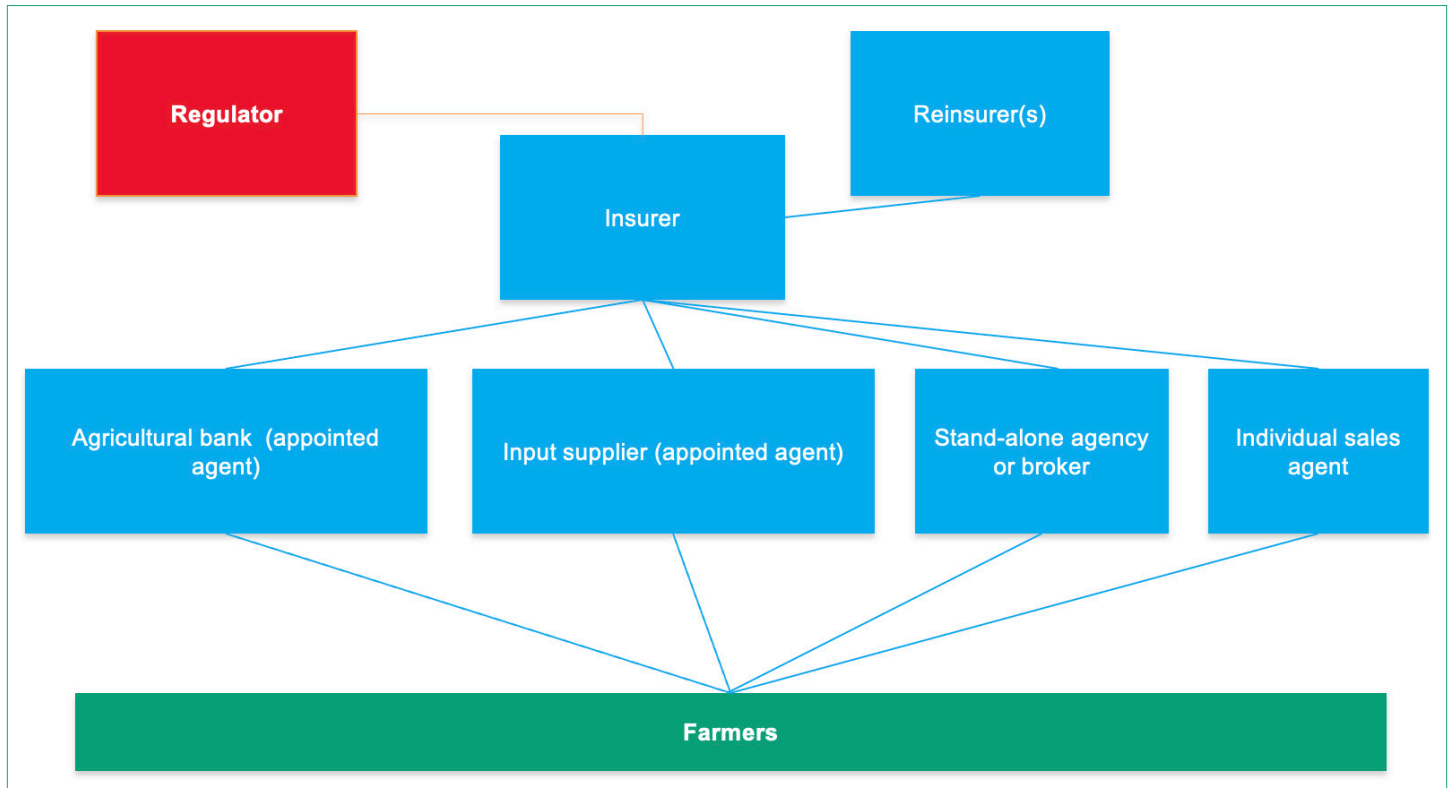 Regulator
Reinsurer(s)
Insurer
Agricultural bank  (appointed
agent)
Input supplier (appointed agent)
Stand-alone agency
or broker
Individual sales
agent
Farmers